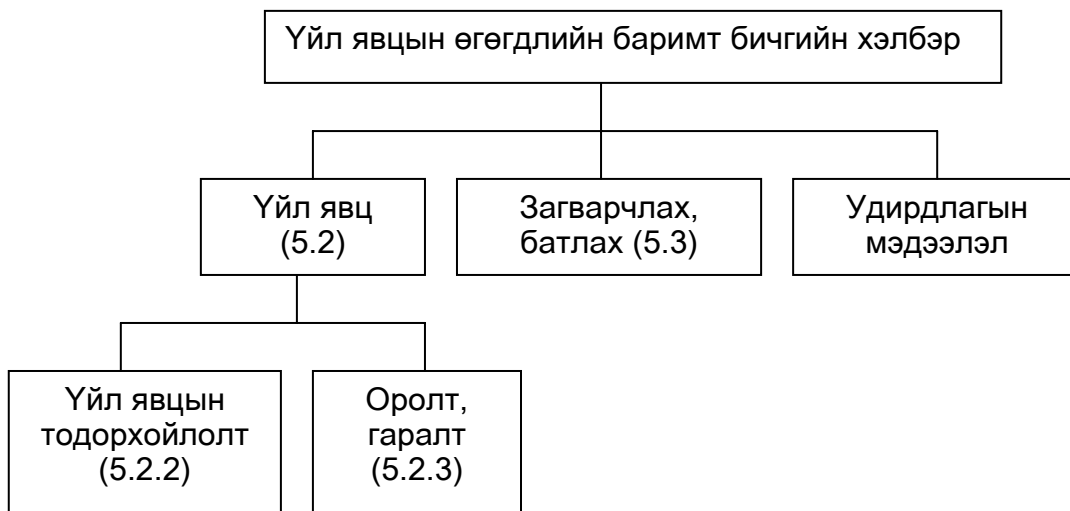 Үйл явцын өгөгдлийн баримт бичгийн хэлбэр
Үйл явц
(5.2)
Загварчлах,
батлах (5.3)
Удирдлагын
мэдээлэл
Үйл явцын
тодорхойлолт
(5.2.2)
Оролт,
гаралт
(5.2.3)